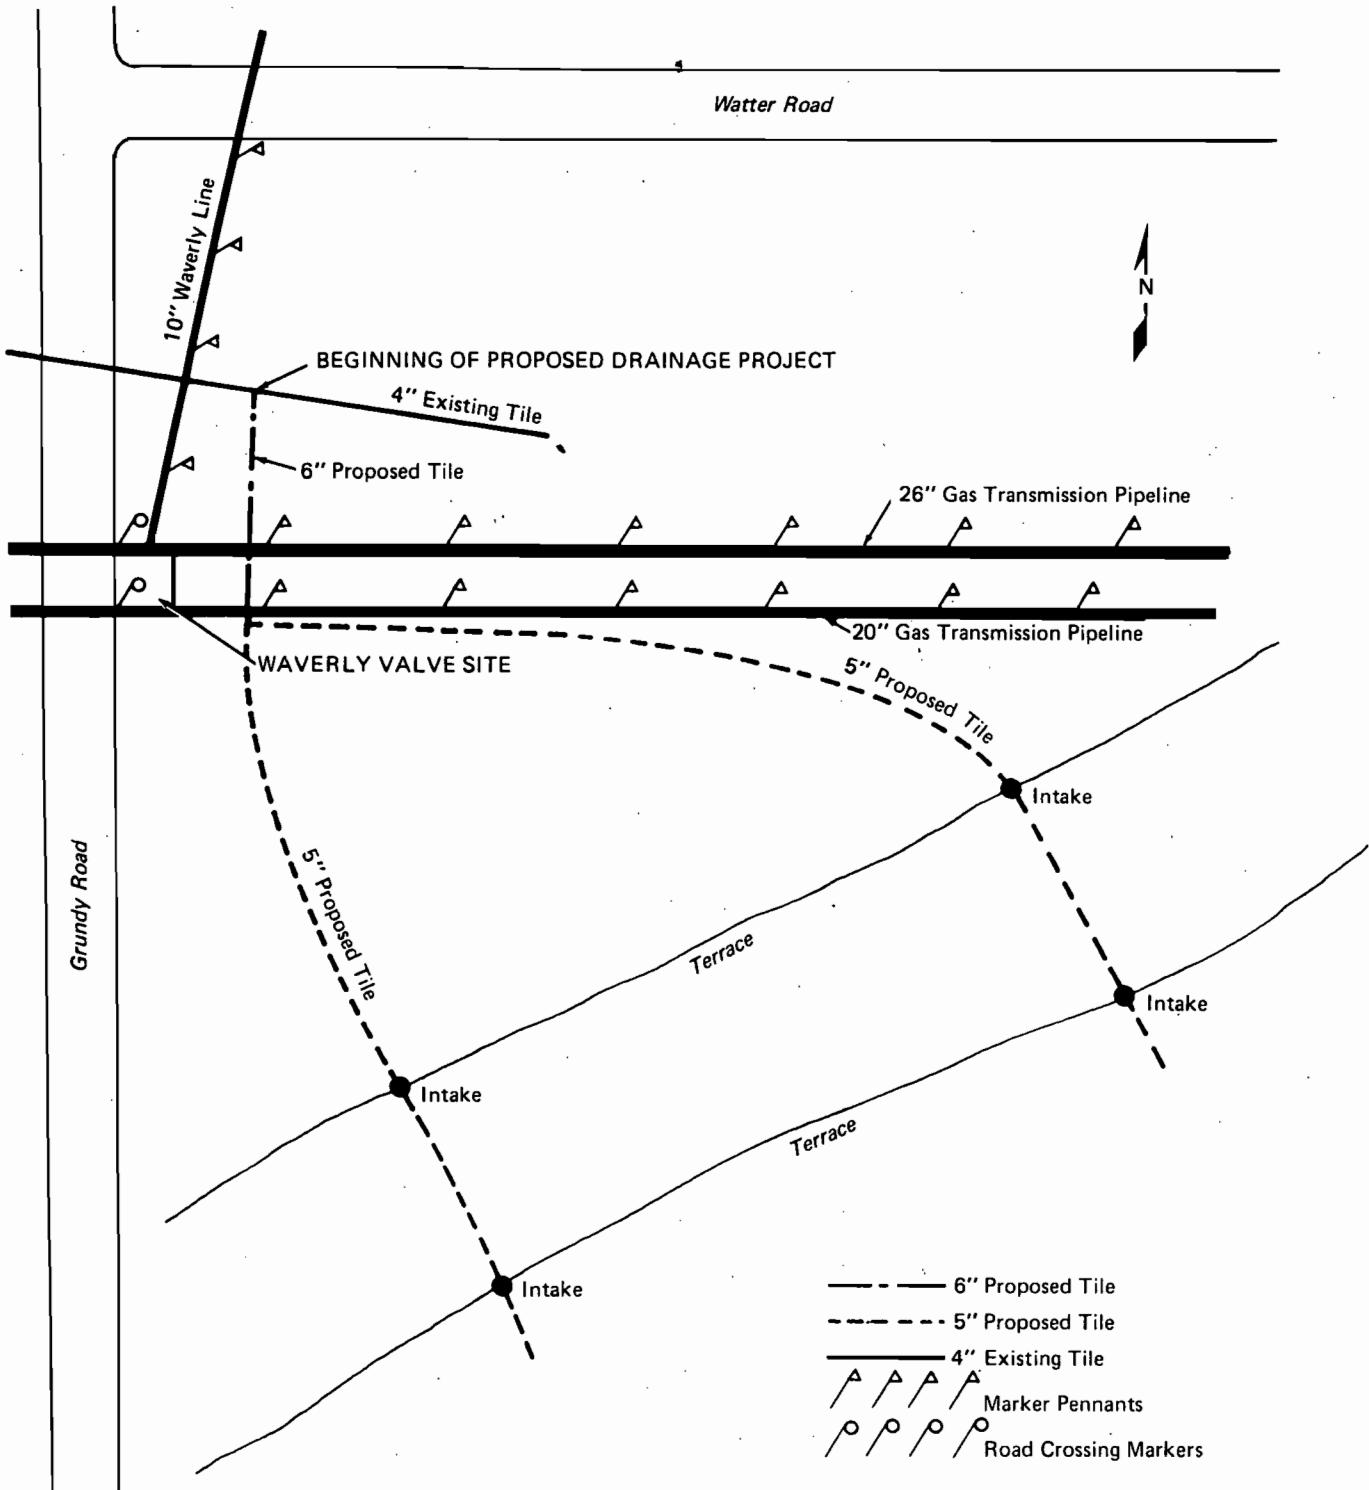 Watter Road
10" Waverly Line
N
BEGINNING OF PROPOSED DRAINAGE PROJECT
4" Existing Tile
6" Proposed Tile
26" Gas Transmission Pipeline
20" Gas Transmission Pipeline
WAVERLY VALVE SITE
5" Proposed Tile
Intake
Grundy Road
5" Proposed Tile
Terrace
Intake
Intake
Terrace
Intake
6" Proposed Tile
5" Proposed Tile
4" Existing Tile
Marker Pennants
Road Crossing Markers